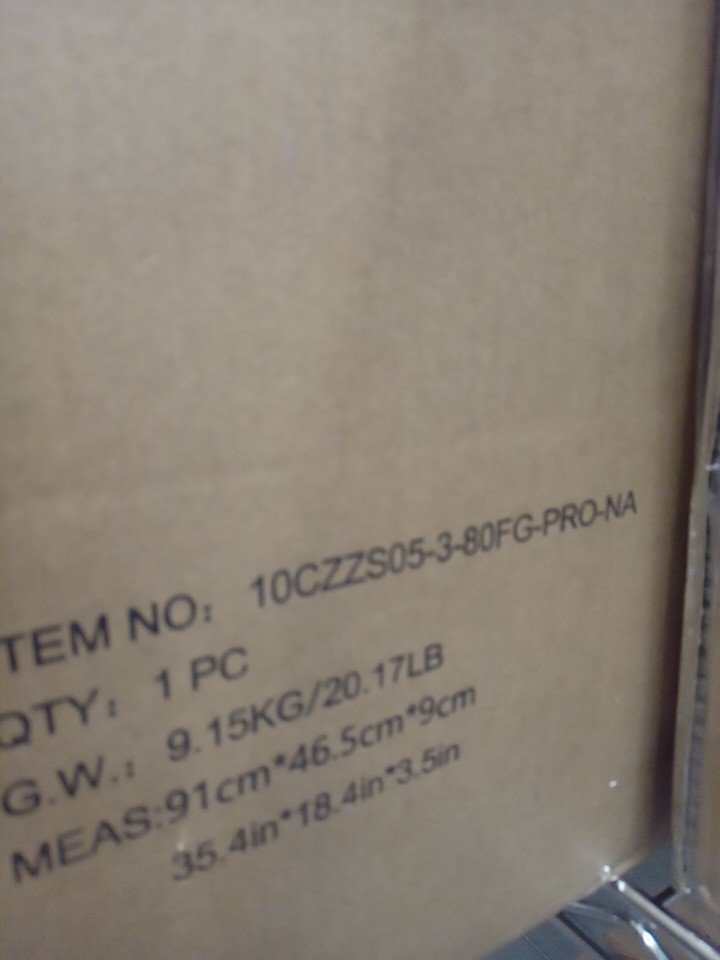 TEM NO: 10CZZS05-3-80FG-PRO-NA
QTY: 1 PC
G.W.: 9.15KG/20.17LB
MEAS:91cm*46.5cm*9cm
35.4in*18.4in*3.5in